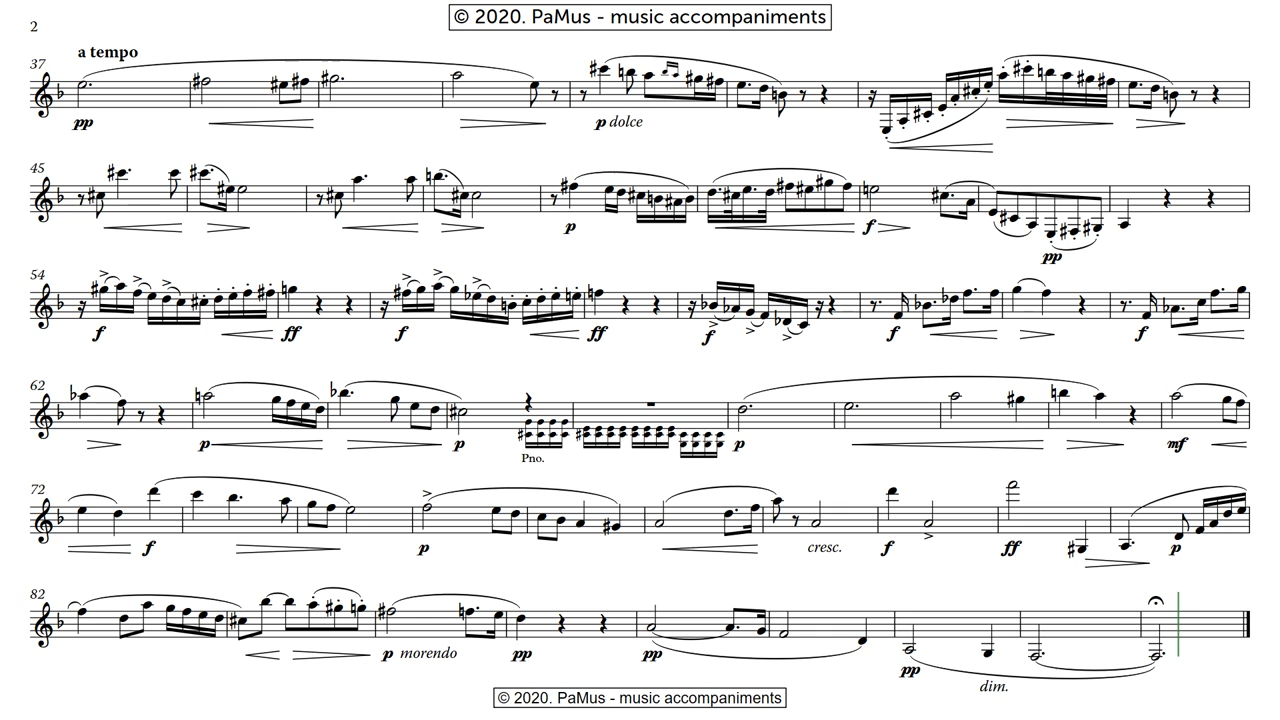 © 2020. PaMus - music accompaniments
2
a tempo
37
pp
p dolce
45
p
f
pp
54
f
ff
f
ff
f
f
f
62
p
p
Pno.
p
mf
72
f
p
cresc.
f
ff
p
82
p morendo
pp
pp
pp
dim.
© 2020. PaMus - music accompaniments